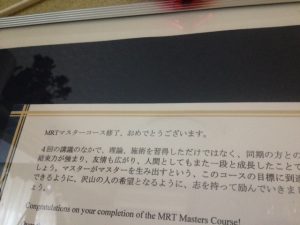 MRTマスターコース修了、おめでとうございます。
4回の講義のなかで、理論、施術を習得しただけではなく、同期の方との
結束力が強まり、友情も広がり、人間としてもまた一段と成長したことで
しょう。マスターがマスターを生み出すという、このコースの目標に到達
できるように、沢山の人の希望となるように、志を持って励んでいきま
しょう。
Congratulations on your completion of the MRT Masters Course!